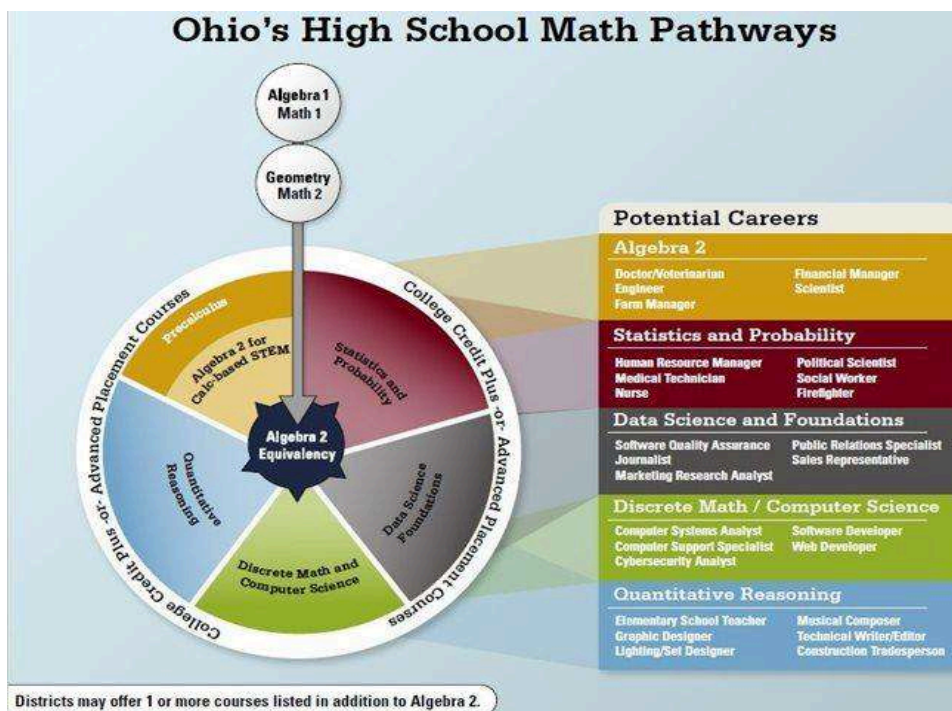 Ohio's High School Math Pathways
Algebra 1
Math 1
Geometry
Math 2
College Credit Plus -or- Advanced Placement Courses
College Credit Plus -or- Advanced Placement Courses
Precalculus
Algebra 2 for
Calc-based STEM
Statistics and
Probability
Algebra 2
Equivalency
Quantitative
Reasoning
Data Science
Foundations
Discrete Math and
Computer Science
Potential Careers
Algebra 2
Doctor/Veterinarian
Engineer
Farm Manager
Financial Manager
Scientist
Statistics and Probability
Human Resource Manager
Medical Technician
Nurse
Political Scientist
Social Worker
Firefighter
Data Science and Foundations
Software Quality Assurance
Journalist
Marketing Research Analyst
Public Relations Specialist
Sales Representative
Discrete Math / Computer Science
Computer Systems Analyst
Computer Support Specialist
Cybersecurity Analyst
Software Developer
Web Developer
Quantitative Reasoning
Elementary School Teacher
Graphic Designer
Lighting/Set Designer
Musical Composer
Technical Writer/Editor
Construction Tradesperson
Districts may offer 1 or more courses listed in addition to Algebra 2.